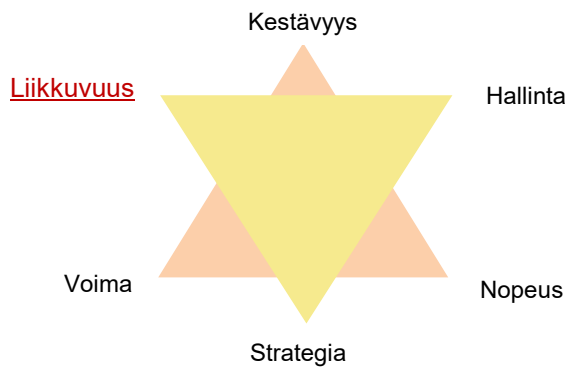 Kestävyys
Liikkuvuus
Hallinta
Voima
Nopeus
Strategia